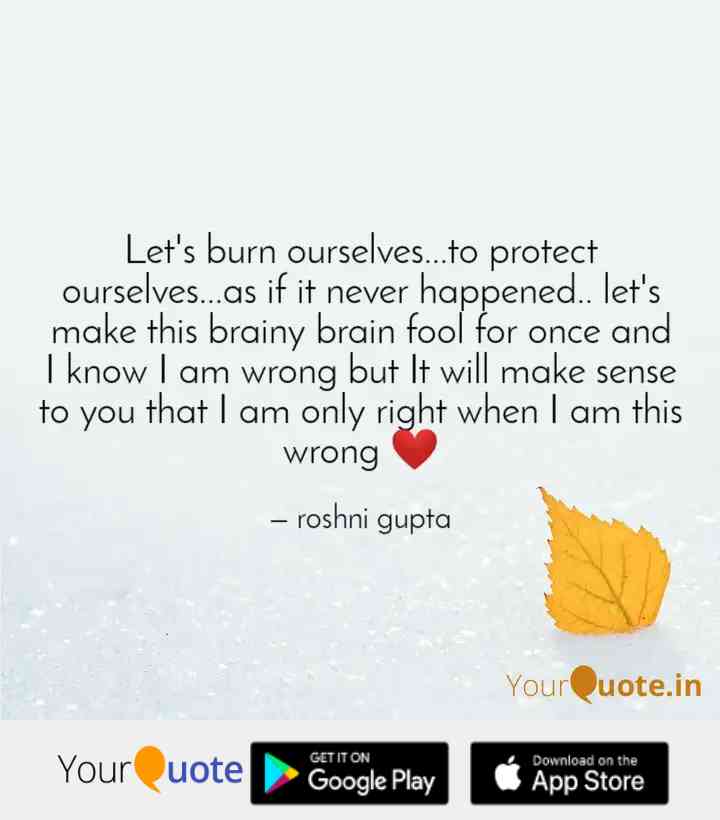 Let's burn ourselves...to protect
ourselves...as if it never happened.. let's
make this brainy brain fool for once and
I know I am wrong but It will make sense
to you that I am only right when I am this
wrong ❤️
– roshni gupta
YourQuote.in
YourQuote
GET IT ON
Google Play
Download on the
App Store